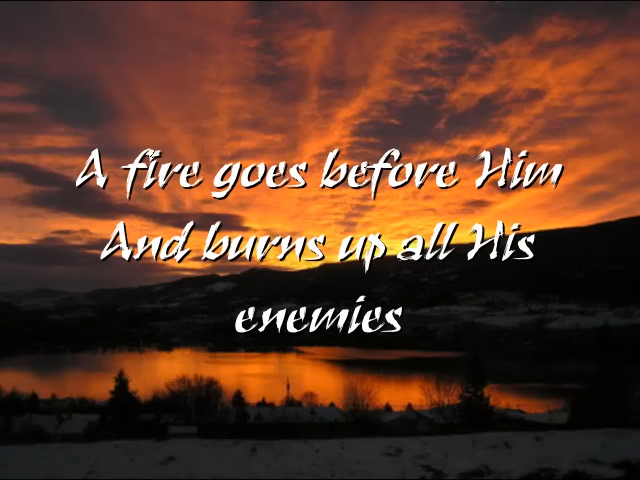 A fire goes before Him
And burns up all His
enemies